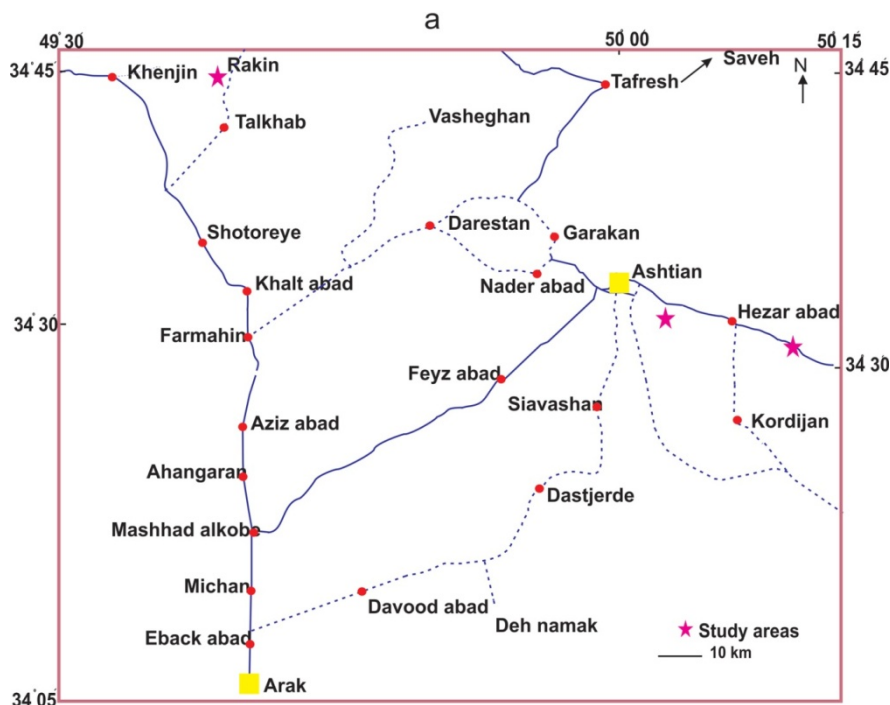 a
49 30
50 00
50 15
34°45
34°45
Khenjin
Rakin
Tafresh
Saveh
N
Talkhab
Vasheghan
Shotoreye
Darestan
Garakan
Khalt abad
Nader abad
Ashtian
Farmahin
Hezar abad
34°30
34°30
Feyz abad
Siavashan
Aziz abad
Kordijan
Ahangaran
Dastjerde
Mashhad alkobe
Michan
Davood abad
Deh namak
Eback abad
Study areas
10 km
Arak
34°05
34°05